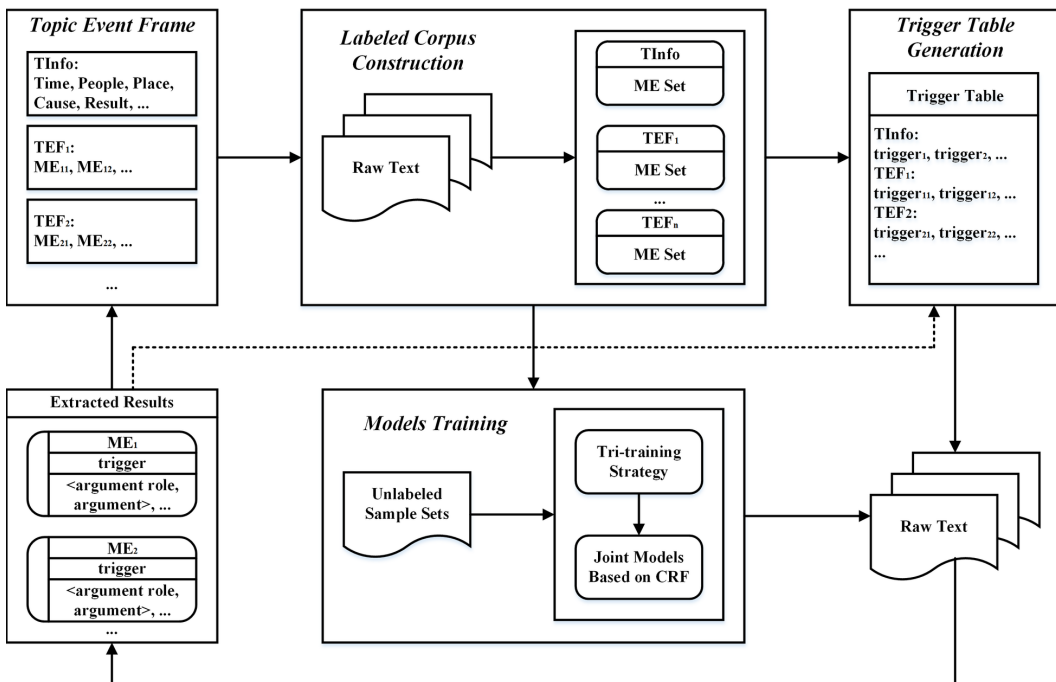 Topic Event Frame
TInfo:
Time, People, Place,
Cause, Result, ...
TEF₁:
ME₁₁, ME₁₂, ...
TEF₂:
ME₂₁, ME₂₂, ...
...
Labeled Corpus
Construction
Raw Text
TInfo
ME Set
TEF₁
ME Set
...
TEFₙ
ME Set
Trigger Table
Generation
Trigger Table
TInfo:
trigger₁, trigger₂, ...
TEF₁:
trigger₁₁, trigger₁₂, ...
TEF2:
trigger₂₁, trigger₂₂, ...
...
Extracted Results
ME₁
trigger
<argument role,
argument>, ...
ME₂
trigger
<argument role,
argument>, ...
...
Models Training
Unlabeled
Sample Sets
Tri-training
Strategy
Joint Models
Based on CRF
Raw Text